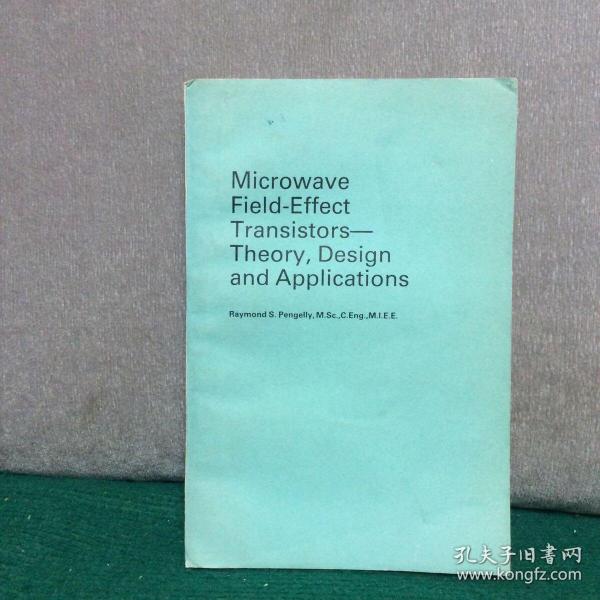 Microwave
Field-Effect
Transistors—
Theory, Design
and Applications
Raymond S. Pengelly, M.Sc.,C.Eng.,M.I.E.E.
孔夫子旧书网
www.kongfz.com